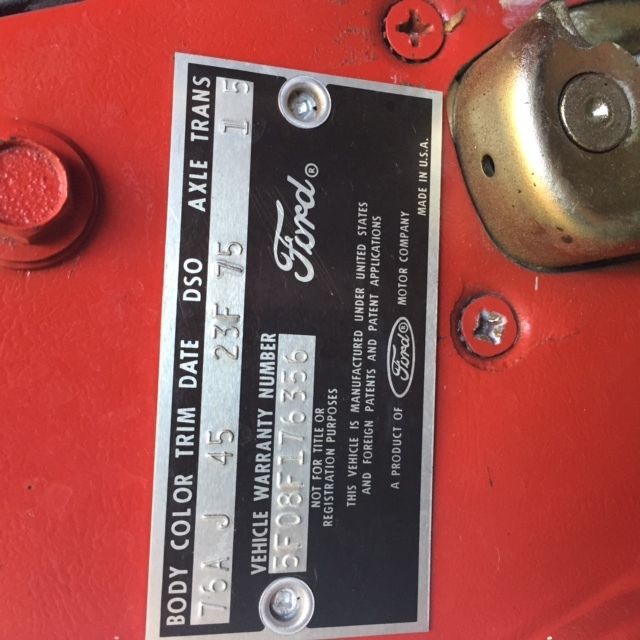 BODY COLOR TRIM DATE DSO AXLE TRANS
76A J 45 23F 75 1 5
VEHICLE WARRANTY NUMBER
5F08F176356
NOT FOR TITLE OR
REGISTRATION PURPOSES
Ford®
THIS VEHICLE IS MANUFACTURED UNDER UNITED STATES
AND FOREIGN PATENTS AND PATENT APPLICATIONS
A PRODUCT OF Ford® MOTOR COMPANY
MADE IN U.S.A.